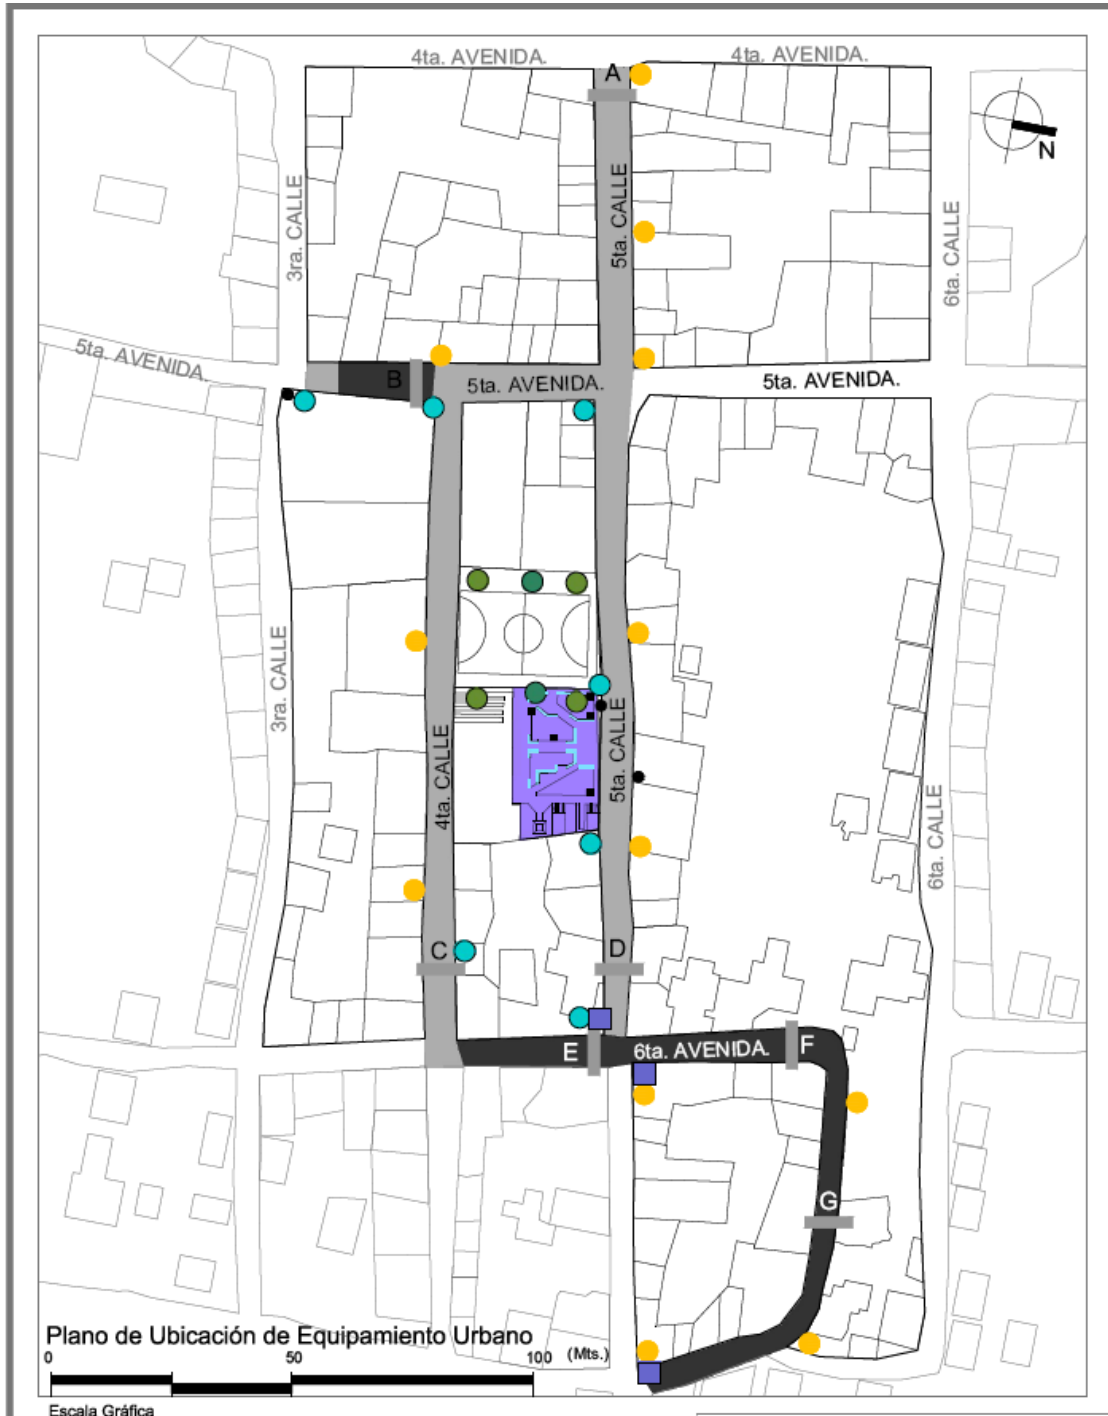 4ta. AVENIDA.
4ta. AVENIDA.
A
N
3ra. CALLE
5ta. CALLE
6ta. CALLE
5ta. AVENIDA.
B
5ta. AVENIDA.
5ta. AVENIDA.
3ra. CALLE
4ta. CALLE
5ta. CALLE
6ta. CALLE
C
D
E
6ta. AVENIDA.
F
G
Plano de Ubicación de Equipamiento Urbano
0 50 100 (Mts.)
Escala Gráfica